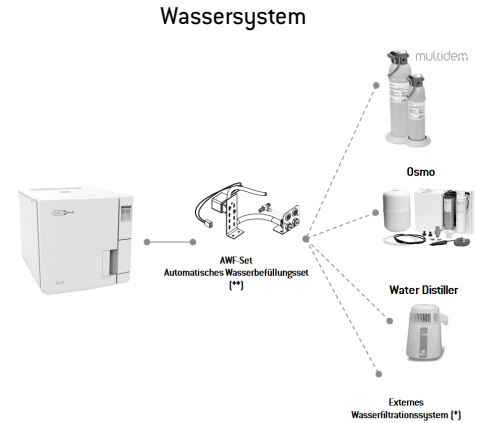 Wassersystem
multidem
Osmo
AWF-Set
Automatisches Wasserbefüllungsset
(**)
Water Distiller
Externes
Wasserfiltrationssystem (*)